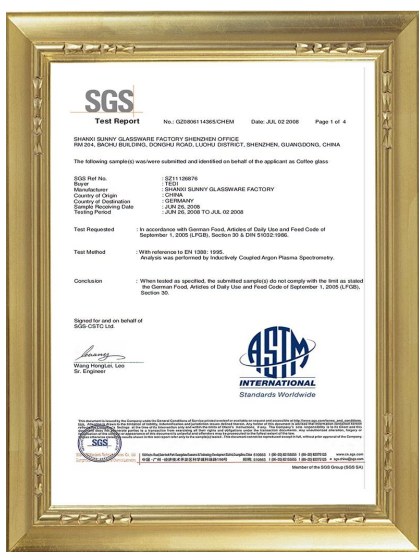 SGS
Test Report No.: GZ0806114365/CHEM Date: JUL 02 2008 Page 1 of 4
SHANXI SUNNY GLASSWARE FACTORY SHENZHEN OFFICE
RM 204, BAOHU BUILDING, DONGHU ROAD, LUOHU DISTRICT, SHENZHEN, GUANGDONG, CHINA
The following sample(s) was/were submitted and identified on behalf of the applicant as Coffee glass
SGS Ref No. : SZ11126876
Buyer : TEDI
Manufacturer : SHANXI SUNNY GLASSWARE FACTORY
Country of Origin : CHINA
Country of Destination : GERMANY
Sample Receiving Date : JUN 26, 2008
Testing Period : JUN 26, 2008 TO JUL 02 2008
Test Requested : In accordance with German Food, Articles of Daily Use and Feed Code of
September 1, 2005 (LFGB), Section 30 & DIN 51032:1986.
Test Method : With reference to EN 1388: 1995.
Analysis was performed by Inductively Coupled Argon Plasma Spectrometry.
Conclusion : When tested as specified, the submitted sample(s) do not comply with the limit as stated
the German Food, Articles of Daily Use and Feed Code of September 1, 2005 (LFGB),
Section 30.
Signed for and on behalf of
SGS-CSTC Ltd.
Wang HongLei, Leo
Sr. Engineer
ASTM
INTERNATIONAL
Standards Worldwide
SGS
www.cn.sgs.com
Member of the SGS Group (SGS SA)